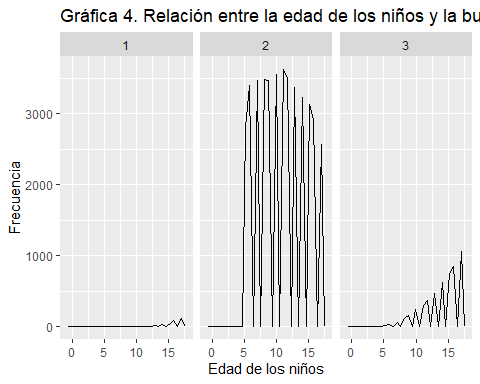 Gráfica 4. Relación entre la edad de los niños y la bu
1 2 3
Frecuencia
3000
2000
1000
0
0 5 10 15 0 5 10 15 0 5 10 15
Edad de los niños